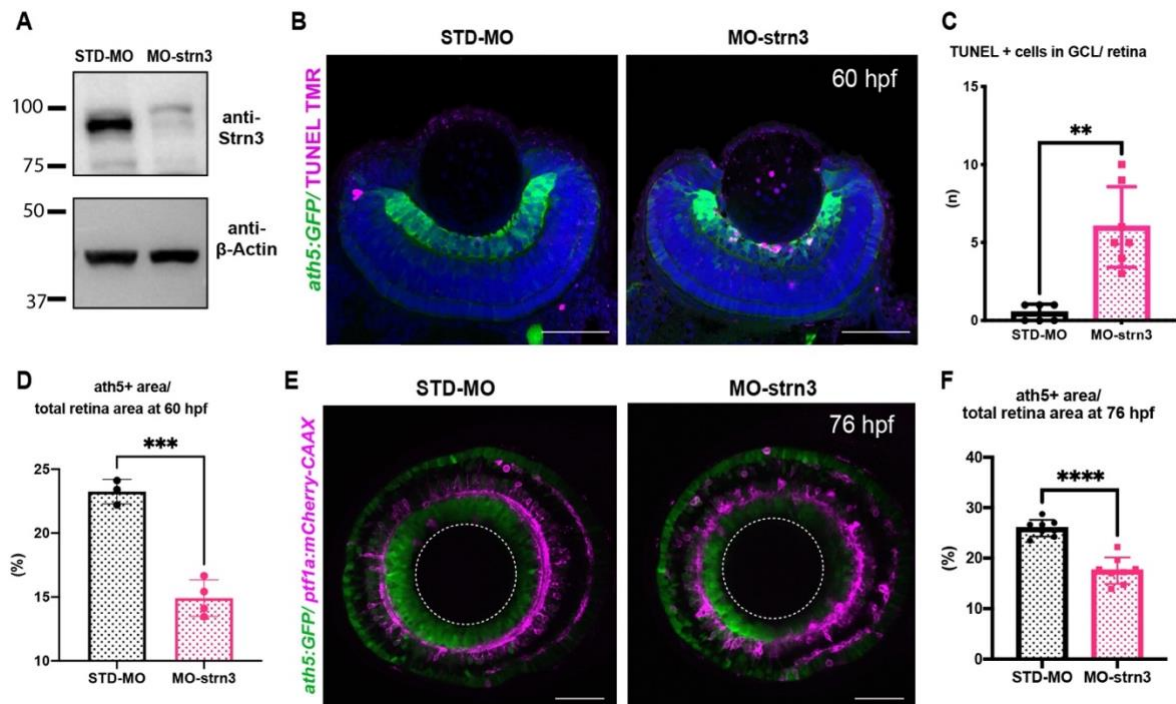 A
STD-MO MO-strn3
100
75
anti-
Strn3
50
37
anti-
β-Actin
B
STD-MO
MO-strn3
60 hpf
ath5:GFP/ TUNEL TMR
C
TUNEL + cells in GCL/ retina
**
15
10
5
0
(n)
STD-MO
MO-strn3
D
ath5+ area/
total retina area at 60 hpf
***
25
20
15
10
(%)
STD-MO
MO-strn3
E
STD-MO
MO-strn3
76 hpf
ath5:GFP/ ptf1a:mCherry-CAAX
F
ath5+ area/
total retina area at 76 hpf
****
40
30
20
10
0
(%)
STD-MO
MO-strn3